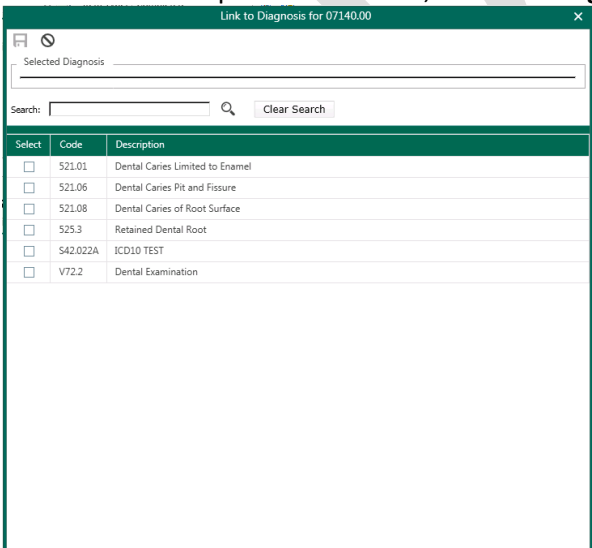 Link to Diagnosis for 07140.00
Selected Diagnosis
Search:
Clear Search
Select Code Description
521.01 Dental Caries Limited to Enamel
521.06 Dental Caries Pit and Fissure
521.08 Dental Caries of Root Surface
525.3 Retained Dental Root
S42.022A ICD10 TEST
V72.2 Dental Examination